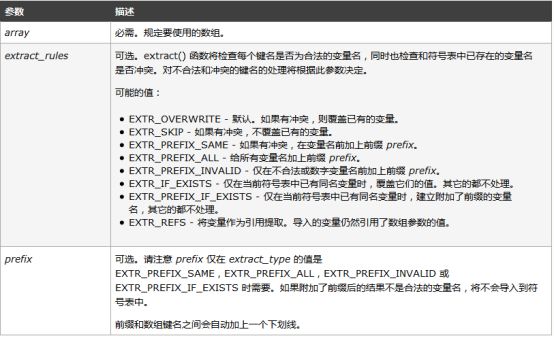 参数 描述
array 必需。规定要使用的数组。
extract_rules 可选。extract() 函数将检查每个键名是否为合法的变量名，同时也检查和符号表中已存在的变量名
是否冲突。对不合法和冲突的键名的处理将根据此参数决定。
可能的值：
• EXTR_OVERWRITE - 默认。如果有冲突，则覆盖已有的变量。
• EXTR_SKIP - 如果有冲突，不覆盖已有的变量。
• EXTR_PREFIX_SAME - 如果有冲突，在变量名前加上前缀 prefix。
• EXTR_PREFIX_ALL - 给所有变量名加上前缀 prefix。
• EXTR_PREFIX_INVALID - 仅在不合法或数字变量名前加上前缀 prefix。
• EXTR_IF_EXISTS - 仅在当前符号表中已有同名变量时，覆盖它们的值。其它的都不处理。
• EXTR_PREFIX_IF_EXISTS - 仅在当前符号表中已有同名变量时，建立附加了前缀的变量
名，其它的都不处理。
• EXTR_REFS - 将变量作为引用提取。导入的变量仍然引用了数组参数的值。
prefix 可选。请注意 prefix 仅在 extract_type 的值是
EXTR_PREFIX_SAME，EXTR_PREFIX_ALL，EXTR_PREFIX_INVALID 或
EXTR_PREFIX_IF_EXISTS 时需要。如果附加了前缀后的结果不是合法的变量名，将不会导入到符
号表中。
前缀和数组键名之间会自动加上一个下划线。